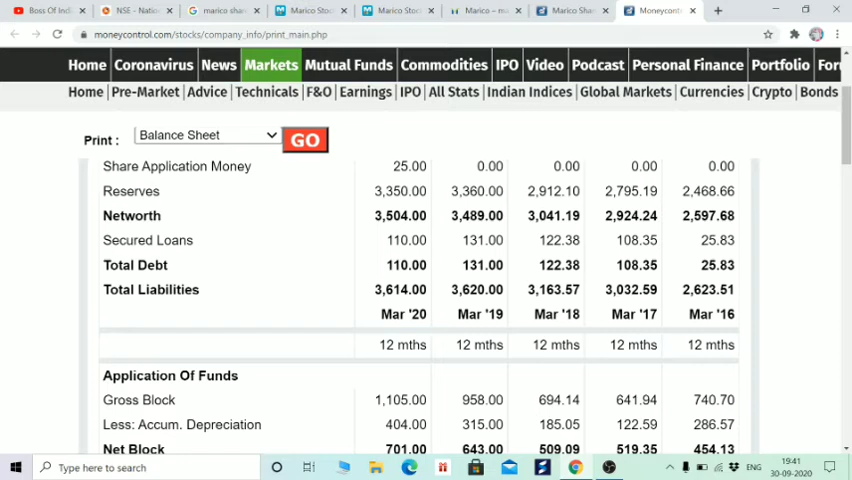 Boss Of Indi
NSE - Nation
marico share
Marico Stoc
Marico Stoc
Marico – ma
Marico Shar
Moneycontr
moneycontrol.com/stocks/company_info/print_main.php
Home Coronavirus News Markets Mutual Funds Commodities IPO Video Podcast Personal Finance Portfolio For
Home | Pre-Market | Advice | Technicals | F&O | Earnings | IPO | All Stats | Indian Indices | Global Markets | Currencies | Crypto | Bonds
Print : Balance Sheet GO
Share Application Money 25.00 0.00 0.00 0.00 0.00
Reserves 3,350.00 3,360.00 2,912.10 2,795.19 2,468.66
Networth 3,504.00 3,489.00 3,041.19 2,924.24 2,597.68
Secured Loans 110.00 131.00 122.38 108.35 25.83
Total Debt 110.00 131.00 122.38 108.35 25.83
Total Liabilities 3,614.00 3,620.00 3,163.57 3,032.59 2,623.51
Mar '20 Mar '19 Mar '18 Mar '17 Mar '16
12 mths 12 mths 12 mths 12 mths 12 mths
Application Of Funds
Gross Block 1,105.00 958.00 694.14 641.94 740.70
Less: Accum. Depreciation 404.00 315.00 185.05 122.59 286.57
Net Block 701.00 643.00 509.09 519.35 454.13
Type here to search
ENG
19:41
30-09-2020